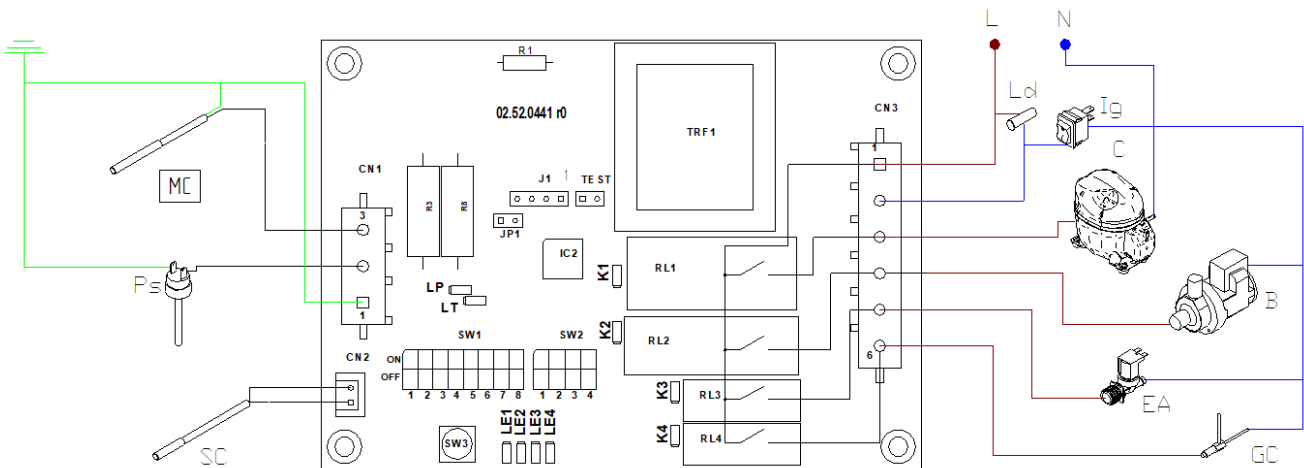 L N
R1
Ld
Ig
CN3
02.52.0441 r0
TRF1
1
C
CN1
MC
3
R3 R8
J1 1 TEST
JP1
IC2
K1
RL1
Ps
LP
LT
1
B
SW1 SW2
K2
RL2
CN2
ON
OFF
6
1 2 3 4 5 6 7 8 1 2 3 4
K3
RL3
EA
LE1 LE2 LE3 LE4
K4
RL4
SW3
SC
GC